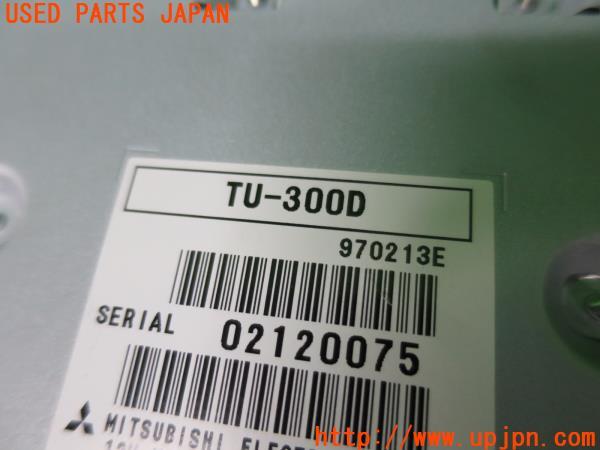 USED PARTS JAPAN
TU-300D
970213E
SERIAL 02120075
MITSUBISHI
http://www.upjpn.com